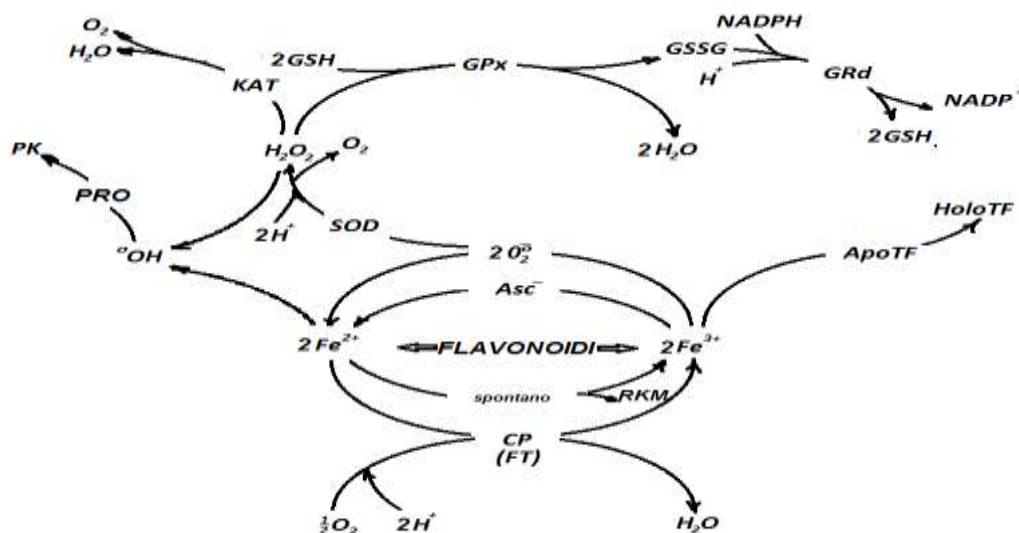 O₂
NADPH
H₂O
2GSH
GPx
GSSG
H⁺
GRd
KAT
NADP⁺
2GSH.
PK
H₂O₂
O₂
2H₂O
PRO
2H⁺
SOD
HoloTF
°OH
2O₂⁻
ApoTF
Asc⁻
2Fe²⁺
FLAVONOIDI
2Fe³⁺
spontano
RKM
CP
(FT)
½O₂
2H⁺
H₂O